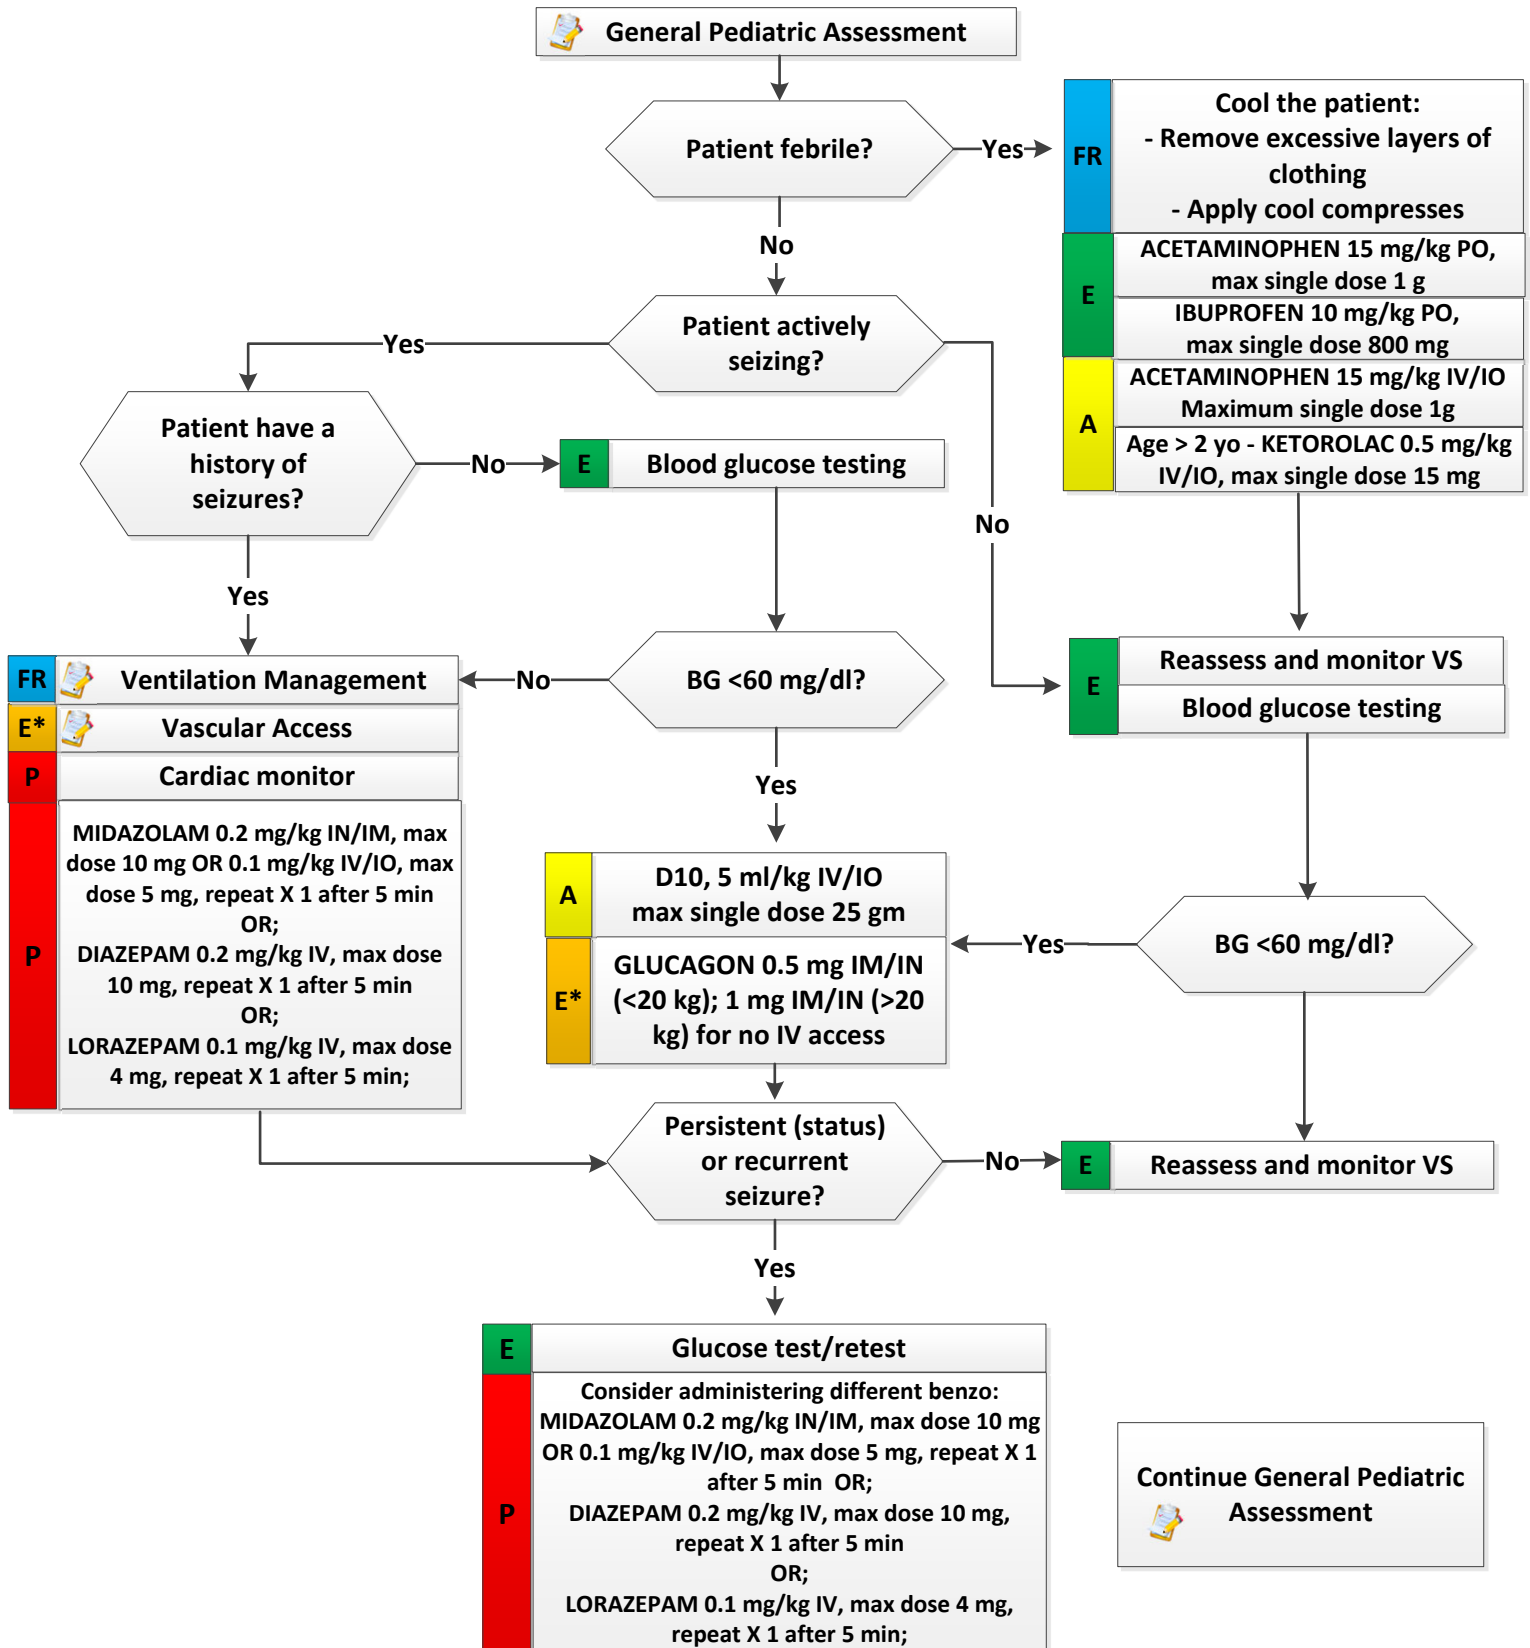 General Pediatric Assessment
Patient febrile?
Yes
FR
Cool the patient:
- Remove excessive layers of
clothing
- Apply cool compresses
E
ACETAMINOPHEN 15 mg/kg PO,
max single dose 1 g
IBUPROFEN 10 mg/kg PO,
max single dose 800 mg
A
ACETAMINOPHEN 15 mg/kg IV/IO
Maximum single dose 1g
Age > 2 yo - KETOROLAC 0.5 mg/kg
IV/IO, max single dose 15 mg
No
Patient actively
seizing?
Yes
No
Patient have a
history of
seizures?
No
E
Blood glucose testing
Yes
BG <60 mg/dl?
No
Yes
E
Reassess and monitor VS
Blood glucose testing
FR
Ventilation Management
E*
Vascular Access
P
Cardiac monitor
P
MIDAZOLAM 0.2 mg/kg IN/IM, max
dose 10 mg OR 0.1 mg/kg IV/IO, max
dose 5 mg, repeat X 1 after 5 min
OR;
DIAZEPAM 0.2 mg/kg IV, max dose
10 mg, repeat X 1 after 5 min
OR;
LORAZEPAM 0.1 mg/kg IV, max dose
4 mg, repeat X 1 after 5 min;
A
D10, 5 ml/kg IV/IO
max single dose 25 gm
E*
GLUCAGON 0.5 mg IM/IN
(<20 kg); 1 mg IM/IN (>20
kg) for no IV access
Yes
BG <60 mg/dl?
Persistent (status)
or recurrent
seizure?
No
E
Reassess and monitor VS
Yes
E
Glucose test/retest
P
Consider administering different benzo:
MIDAZOLAM 0.2 mg/kg IN/IM, max dose 10 mg
OR 0.1 mg/kg IV/IO, max dose 5 mg, repeat X 1
after 5 min  OR;
DIAZEPAM 0.2 mg/kg IV, max dose 10 mg,
repeat X 1 after 5 min
OR;
LORAZEPAM 0.1 mg/kg IV, max dose 4 mg,
repeat X 1 after 5 min;
Continue General Pediatric
Assessment